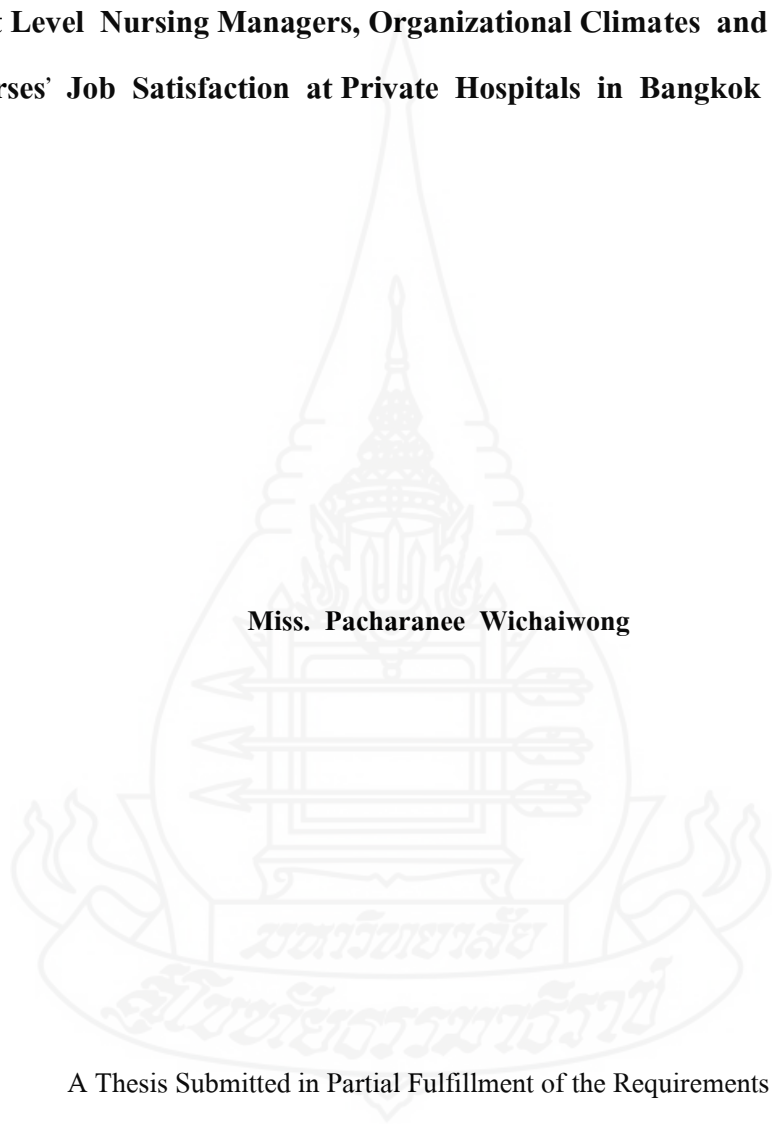 Level Nursing Managers, Organizational Climates and
Job Satisfaction at Private Hospitals in Bangkok
Miss. Pacharanee Wichaiwong
มหาวิทยาลัย
สุโขทัยธรรมาธิราช
A Thesis Submitted in Partial Fulfillment of the Requirements